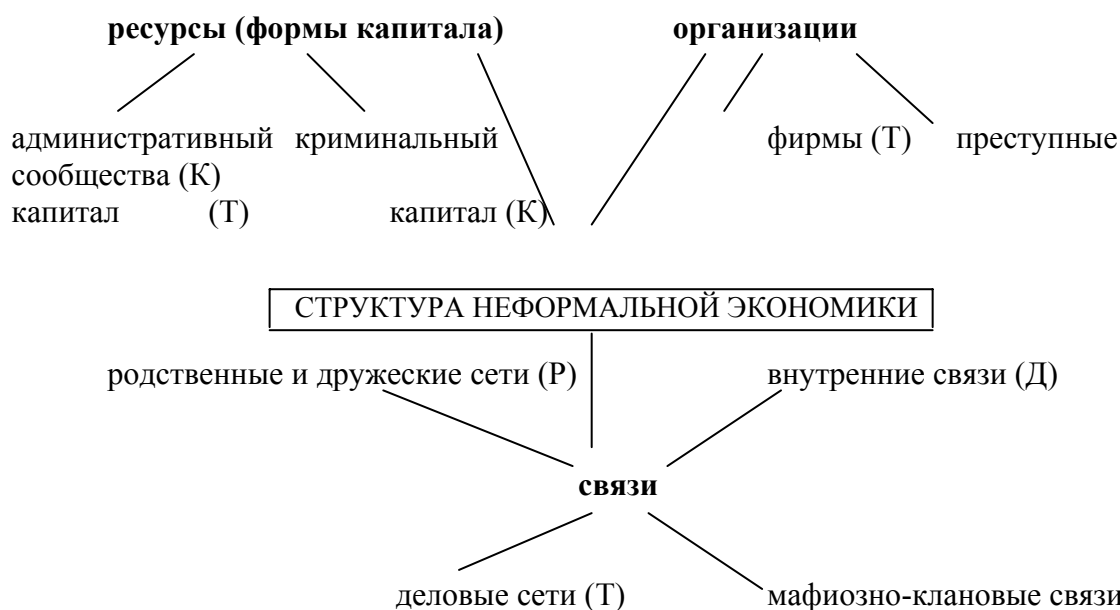 ресурсы (формы капитала) организации
административный криминальный фирмы (Т) преступные
сообщества (К)
капитал (Т) капитал (К)
СТРУКТУРА НЕФОРМАЛЬНОЙ ЭКОНОМИКИ
родственные и дружеские сети (Р) внутренние связи (Д)
связи
деловые сети (Т) мафиозно-клановые связи